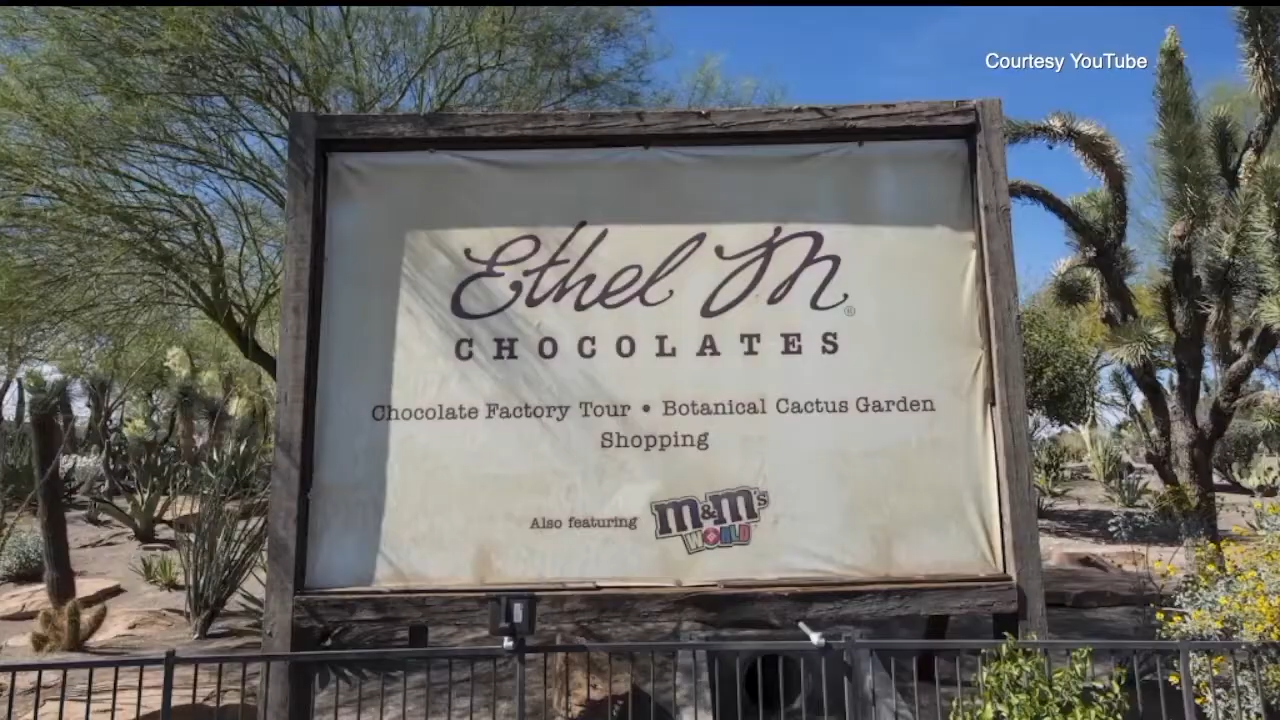 Courtesy YouTube
Ethel M®
CHOCOLATES
Chocolate Factory Tour • Botanical Cactus Garden
Shopping
Also featuring
m&m's
WORLD